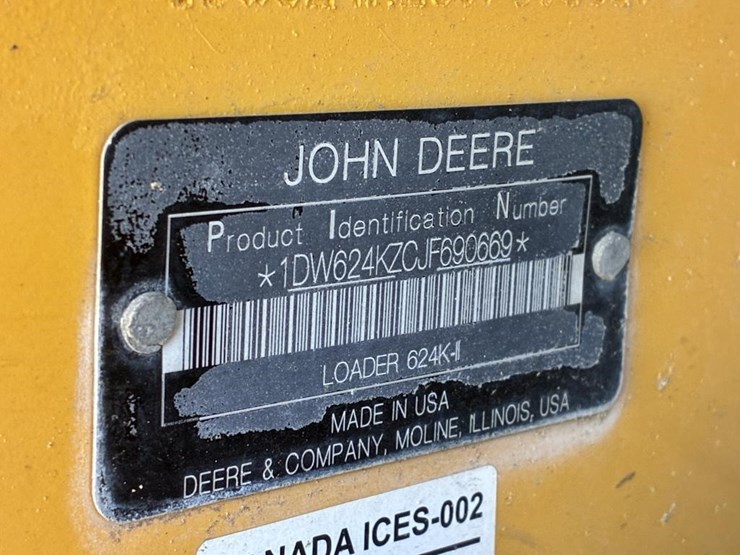 JOHN DEERE
Product Identification Number
*1DW624KZCJF690669*
LOADER 624K-II
MADE IN USA
DEERE & COMPANY, MOLINE, ILLINOIS, USA
ICES-002